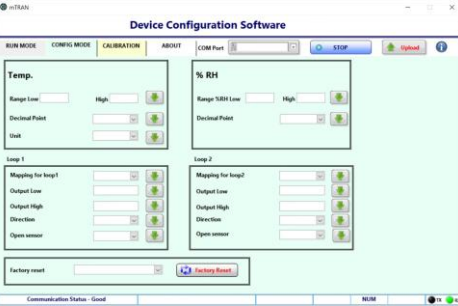 mTRAN
Device Configuration Software
RUN MODE CONFIG MODE CALIBRATION ABOUT COM Port STOP Upload
Temp.
Range Low High
Decimal Point
Unit
% RH
Range %RH Low High
Decimal Point
Loop 1
Mapping for loop1
Output Low
Output High
Direction
Open sensor
Loop 2
Mapping for loop2
Output Low
Output High
Direction
Open sensor
Factory reset Factory Reset
Communication Status - Good NUM TX